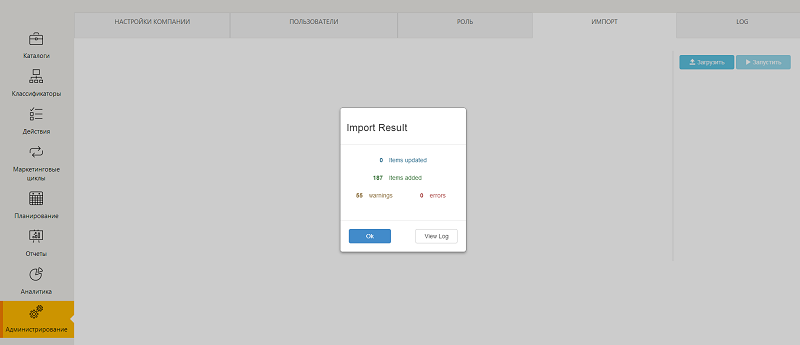 НАСТРОЙКИ КОМПАНИИ
ПОЛЬЗОВАТЕЛИ
РОЛЬ
ИМПОРТ
LOG
Каталоги
Классификаторы
Действия
Маркетинговые
циклы
Планирование
Отчеты
Аналитика
Администрирование
Загрузить
Запустить
Import Result
0 Items updated
187 Items added
55 warnings
0 errors
Ok
View Log